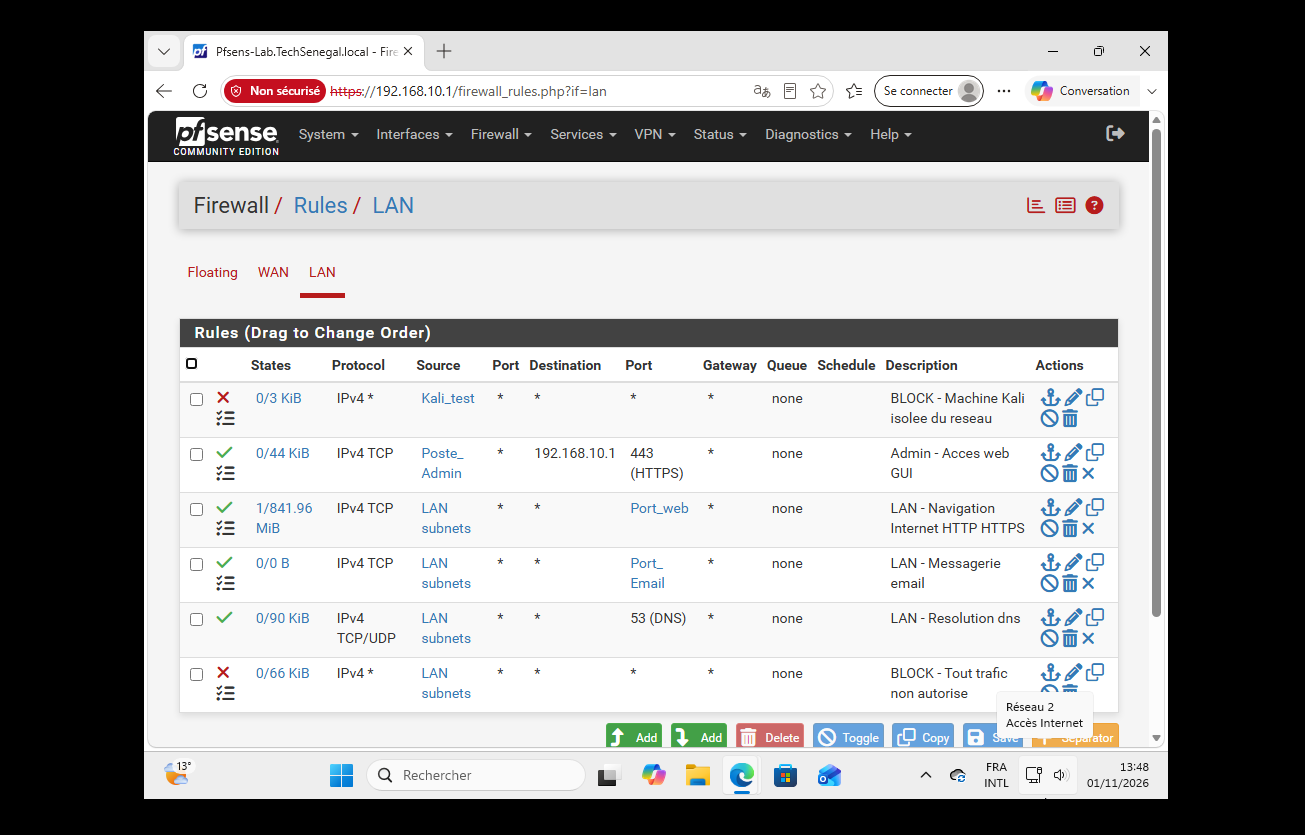 Pfsens-Lab.TechSenegal.local - Fire
Non sécurisé https://192.168.10.1/firewall_rules.php?if=lan Se connecter Conversation
pfsense System Interfaces Firewall Services VPN Status Diagnostics Help
COMMUNITY EDITION
Firewall / Rules / LAN
Floating WAN LAN
Rules (Drag to Change Order)
States Protocol Source Port Destination Port Gateway Queue Schedule Description Actions
0/3 KiB IPv4 * Kali_test * * * * none BLOCK - Machine Kali
isolee du reseau
0/44 KiB IPv4 TCP Poste_ * 192.168.10.1 443 * none Admin - Acces web
Admin (HTTPS) GUI
1/841.96 IPv4 TCP LAN * * Port_web * none LAN - Navigation
MiB subnets Internet HTTP HTTPS
0/0 B IPv4 TCP LAN * * Port_ * none LAN - Messagerie
subnets Email email
0/90 KiB IPv4 LAN * * 53 (DNS) * none LAN - Resolution dns
TCP/UDP subnets
0/66 KiB IPv4 * LAN * * * * none BLOCK - Tout trafic
subnets non autorise
Réseau 2
Accès Internet
Add Add Delete Toggle Copy Save Separator
13° Rechercher FRA 13:48
INTL 01/11/2026